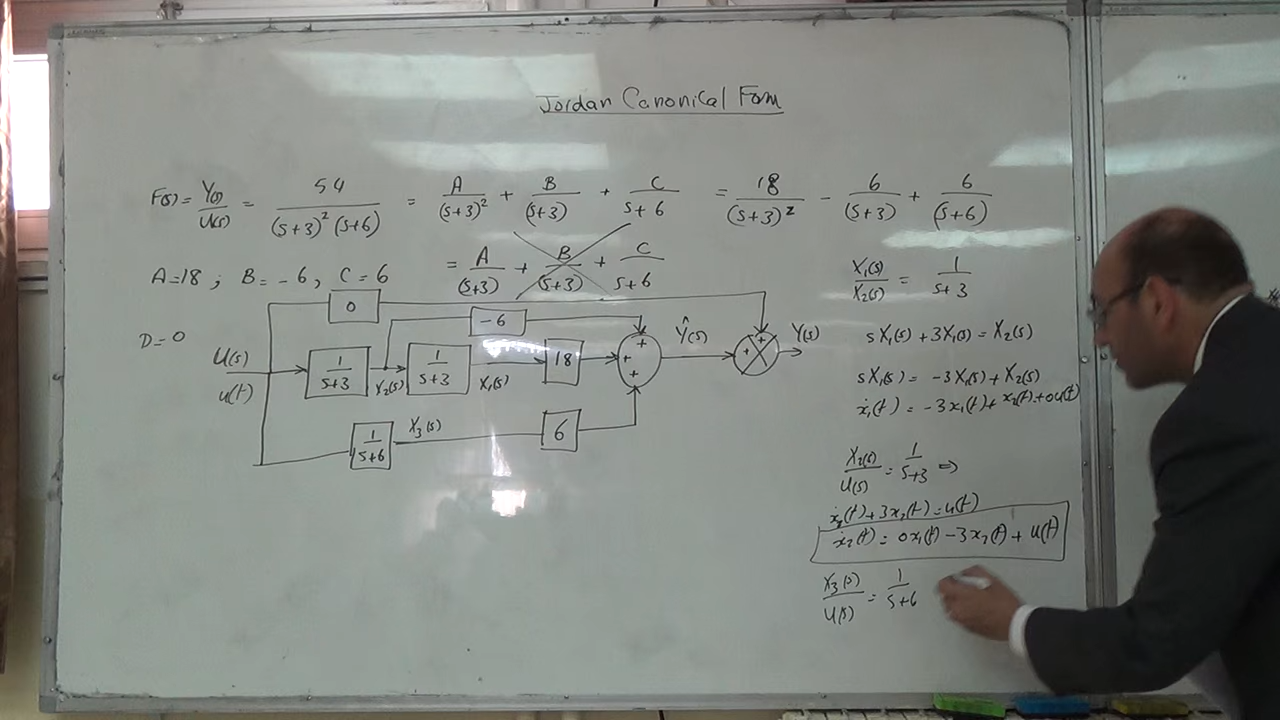 Jordan Canonical Form
F(s) = Y(s)/U(s) = 54/((s+3)² (s+6)) = A/(s+3)² + B/(s+3) + C/(s+6) = 18/(s+3)² - 6/(s+3) + 6/(s+6)
= A/(s+3) + B/(s+3) + C/(s+6)
A=18 ; B= -6 , C=6
D=0
0
-6
U(s)
u(t)
1/(s+3)
X₂(s)
1/(s+3)
X₁(s)
18
+ + +
Ŷ(s)
+ +
Y(s)
1/(s+6)
X₃(s)
6
X₁(s)/X₂(s) = 1/(s+3)
sX₁(s) + 3X₁(s) = X₂(s)
sX₁(s) = -3X₁(s) + X₂(s)
ẋ₁(t) = -3x₁(t) + x₂(t) + 0u(t)
X₂(s)/U(s) = 1/(s+3) ⇒
ẋ₂(t) + 3x₂(t) = u(t)
ẋ₂(t) = 0x₁(t) - 3x₂(t) + u(t)
X₃(s)/U(s) = 1/(s+6)